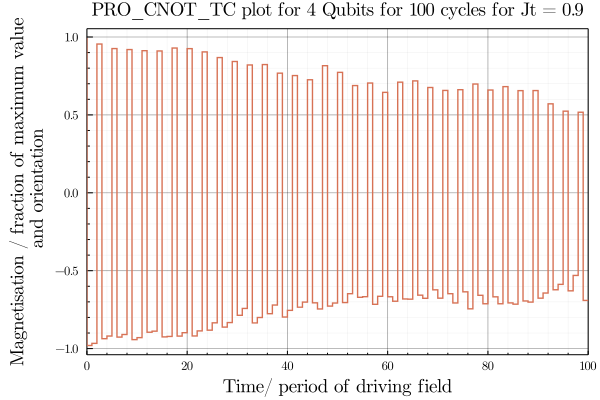 PRO_CNOT_TC plot for 4 Qubits for 100 cycles for Jt = 0.9
Magnetisation / fraction of maximum value
and orientation
1.0
0.5
0.0
−0.5
−1.0
0 20 40 60 80 100
Time/ period of driving field